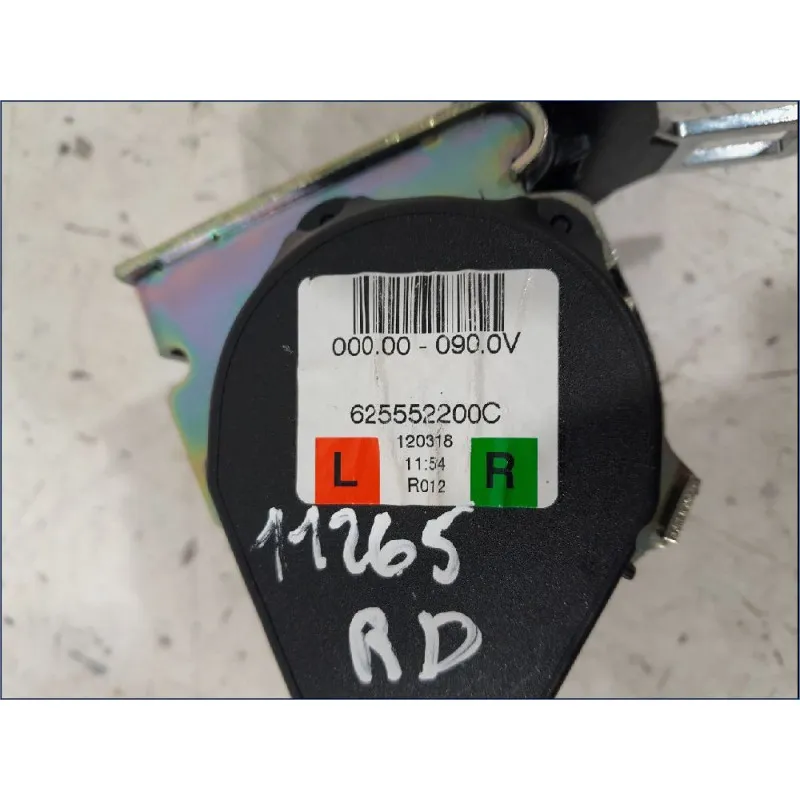 000.00 - 090.0V
625552200C
120318
L
11:54
R
R012
11265
RD